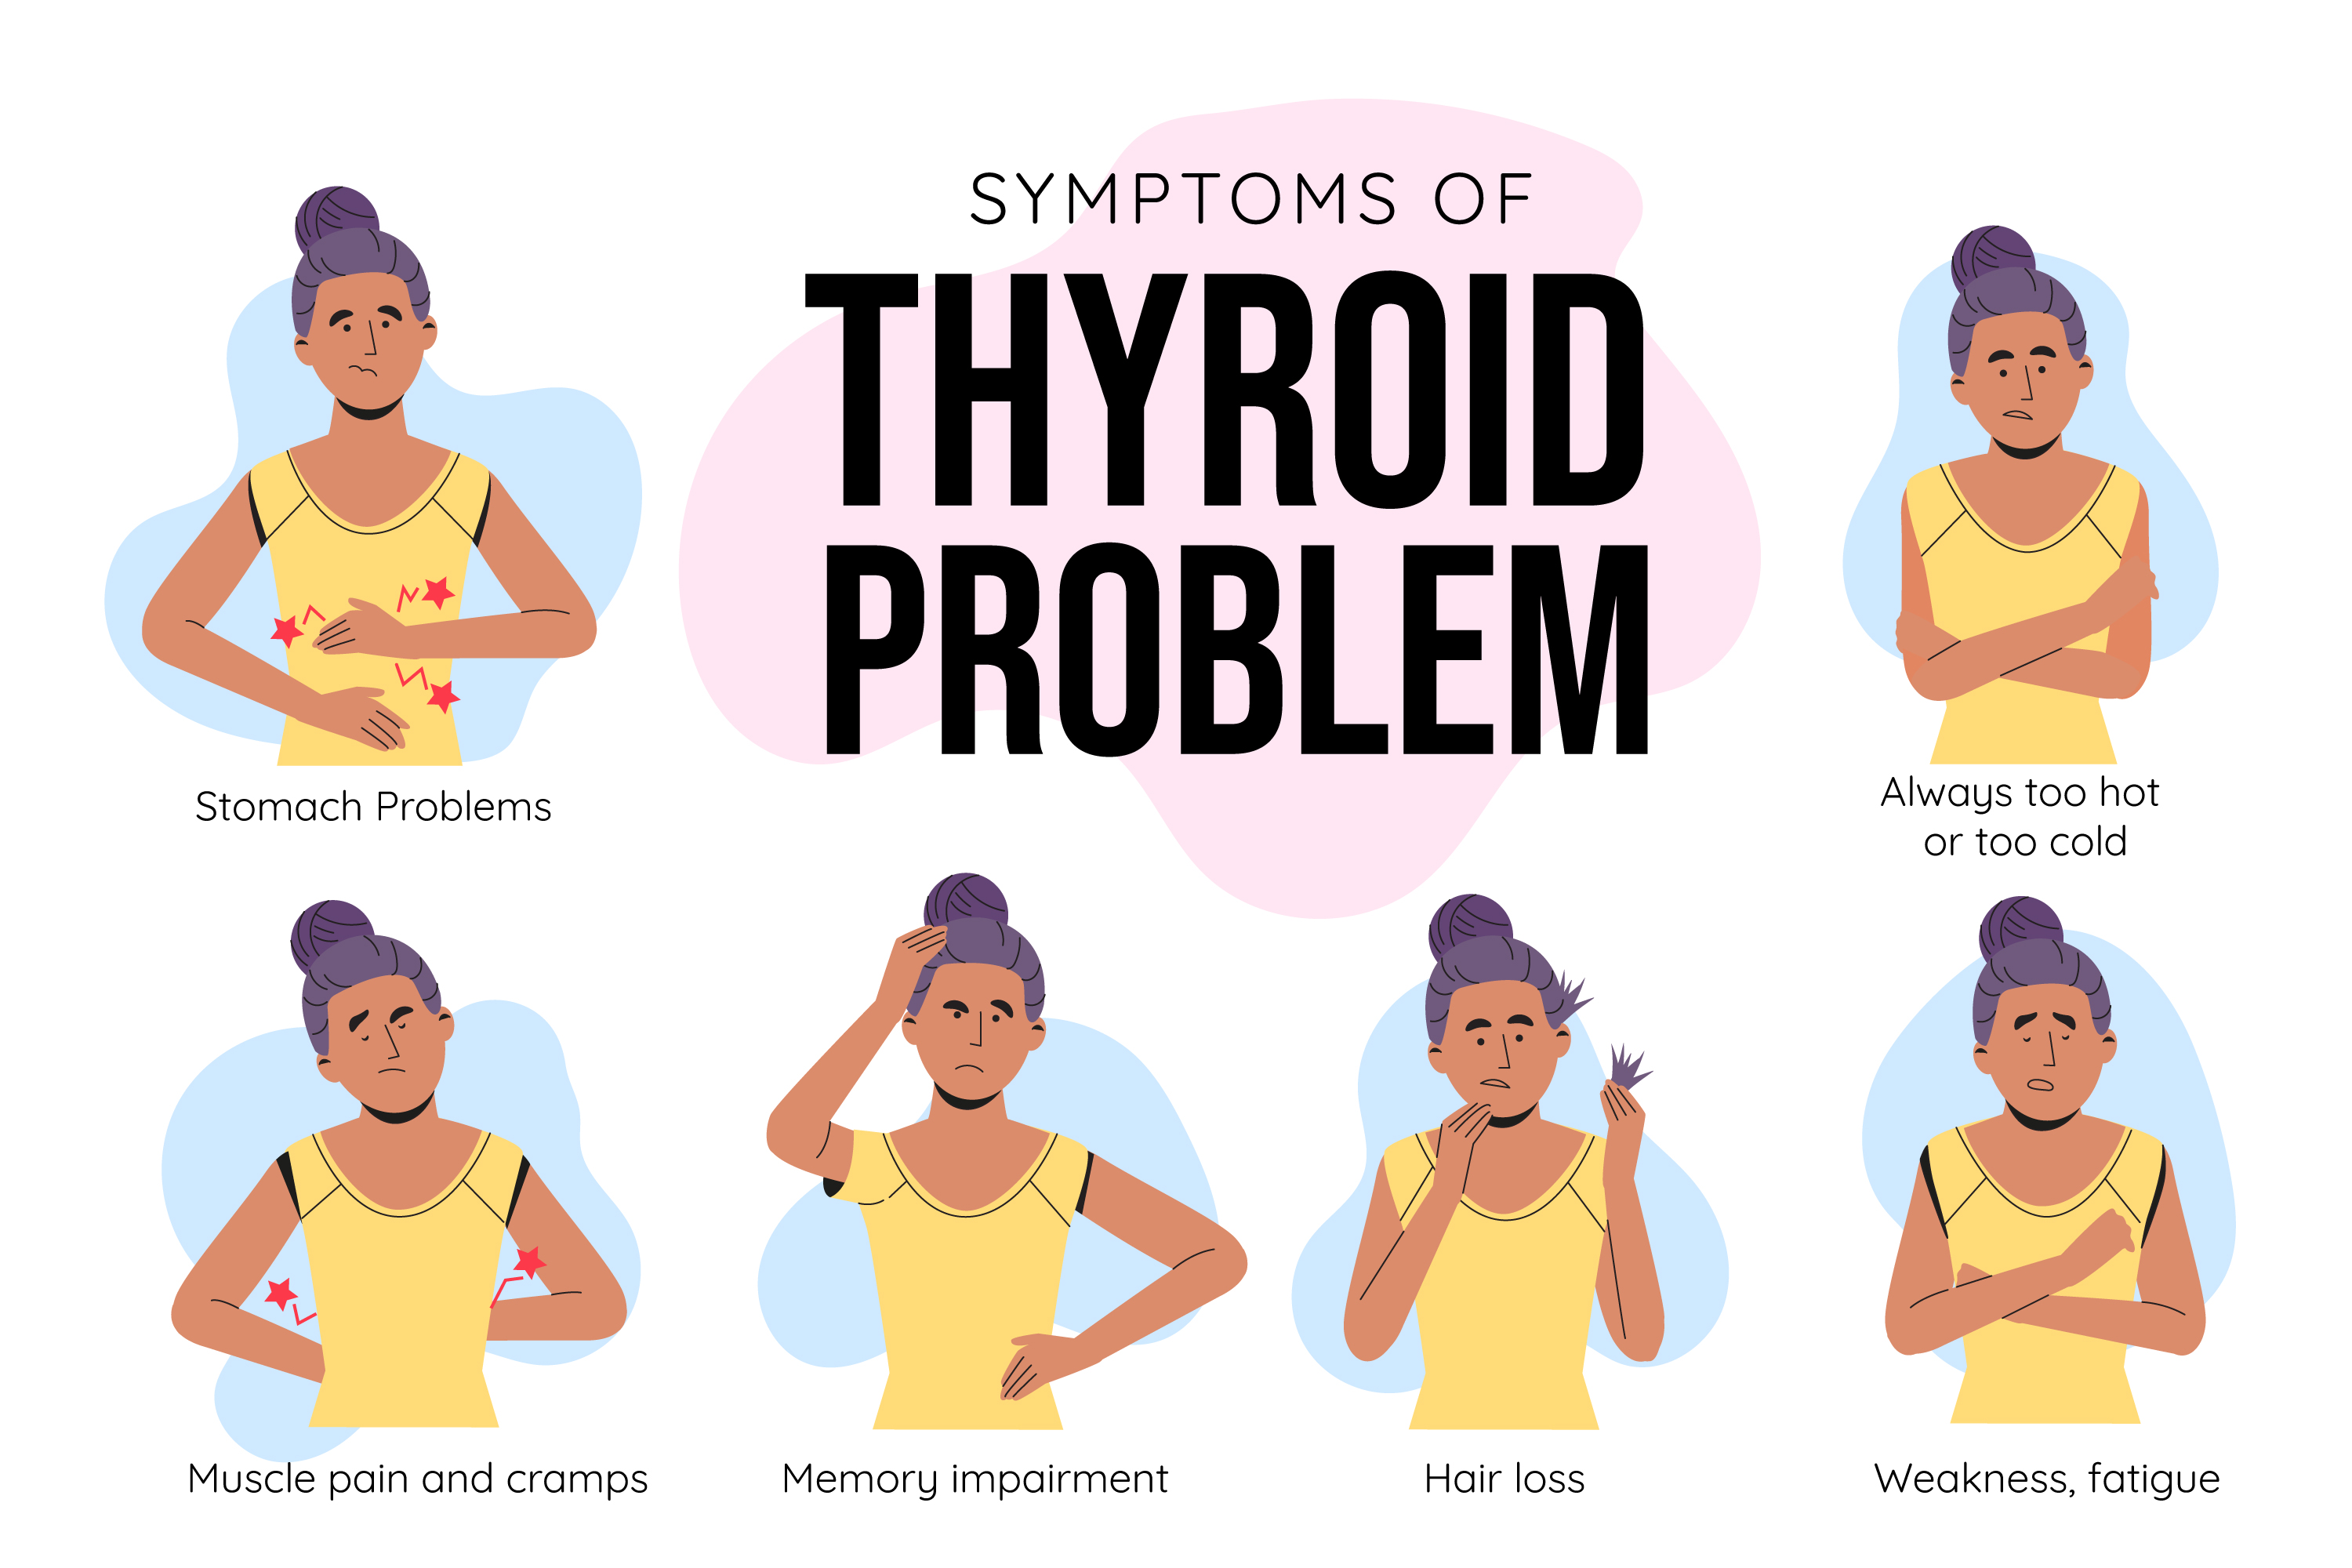 SYMPTOMS OF
THYROID
PROBLEM
Stomach Problems
Always too hot
or too cold
Muscle pain and cramps
Memory impairment
Hair loss
Weakness, fatigue